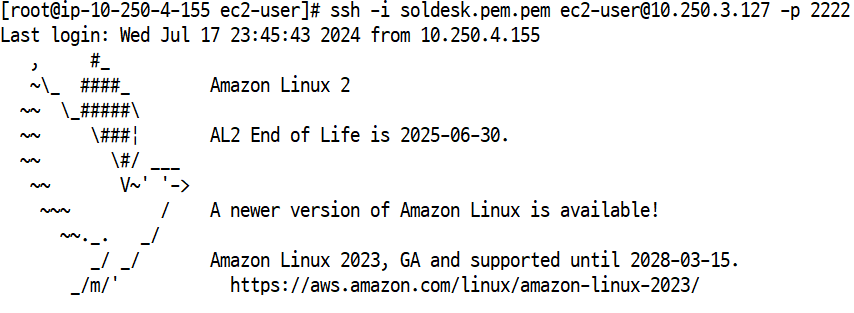 [root@ip-10-250-4-155 ec2-user]# ssh -i soldesk.pem.pem ec2-user@10.250.3.127 -p 2222
Last login: Wed Jul 17 23:45:43 2024 from 10.250.4.155
   ,     #_
   ~\_  ####_        Amazon Linux 2
  ~~  \_#####\
  ~~     \###|       AL2 End of Life is 2025-06-30.
  ~~       \#/ ___
   ~~       V~' '->
    ~~~         /    A newer version of Amazon Linux is available!
      ~~._.   _/
         _/ _/       Amazon Linux 2023, GA and supported until 2028-03-15.
       _/m/'           https://aws.amazon.com/linux/amazon-linux-2023/